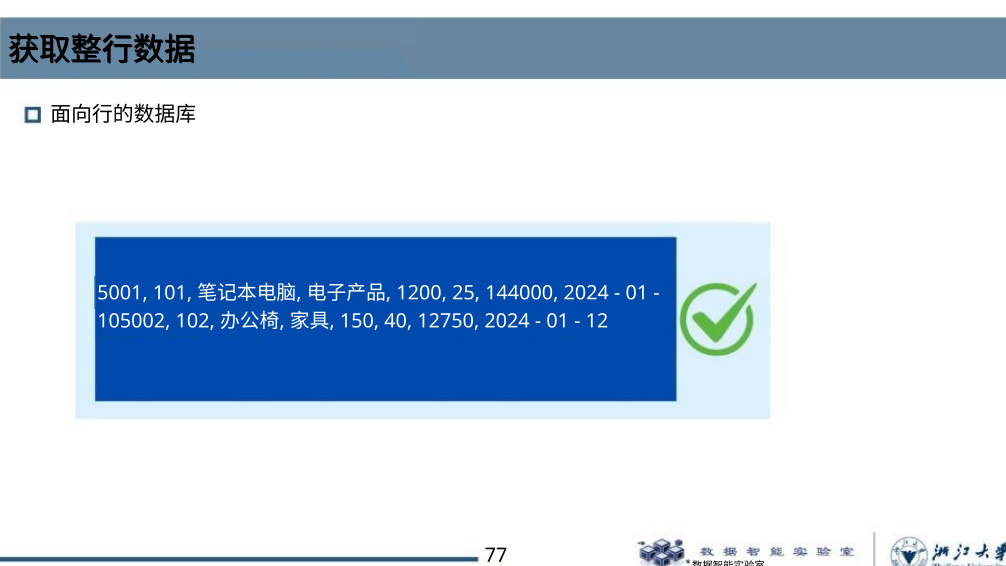 获取整行数据
面向行的数据库
5001, 101, 笔记本电脑, 电子产品, 1200, 25, 144000, 2024 - 01 -
105002, 102, 办公椅, 家具, 150, 40, 12750, 2024 - 01 - 12
77
数据智能实验室
数据智能实验室
浙江大学